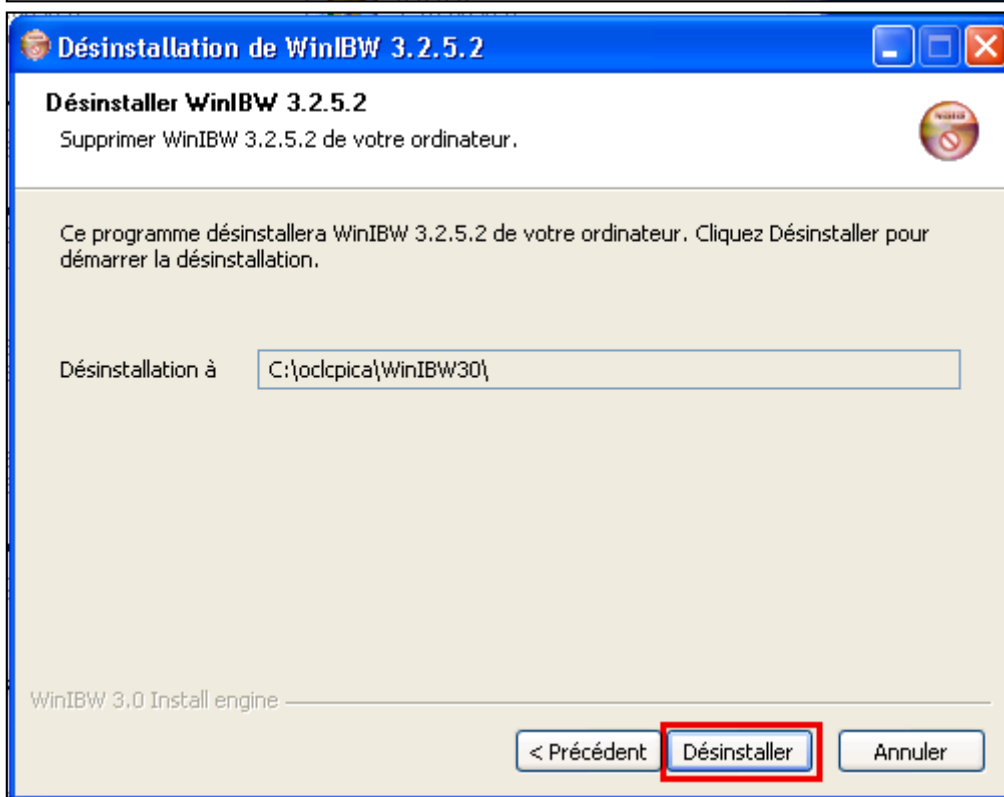 Désinstallation de WinIBW 3.2.5.2
Désinstaller WinIBW 3.2.5.2
Supprimer WinIBW 3.2.5.2 de votre ordinateur.
Ce programme désinstallera WinIBW 3.2.5.2 de votre ordinateur. Cliquez Désinstaller pour
démarrer la désinstallation.
Désinstallation à C:\oclcpica\WinIBW30\
WinIBW 3.0 Install engine
< Précédent Désinstaller Annuler